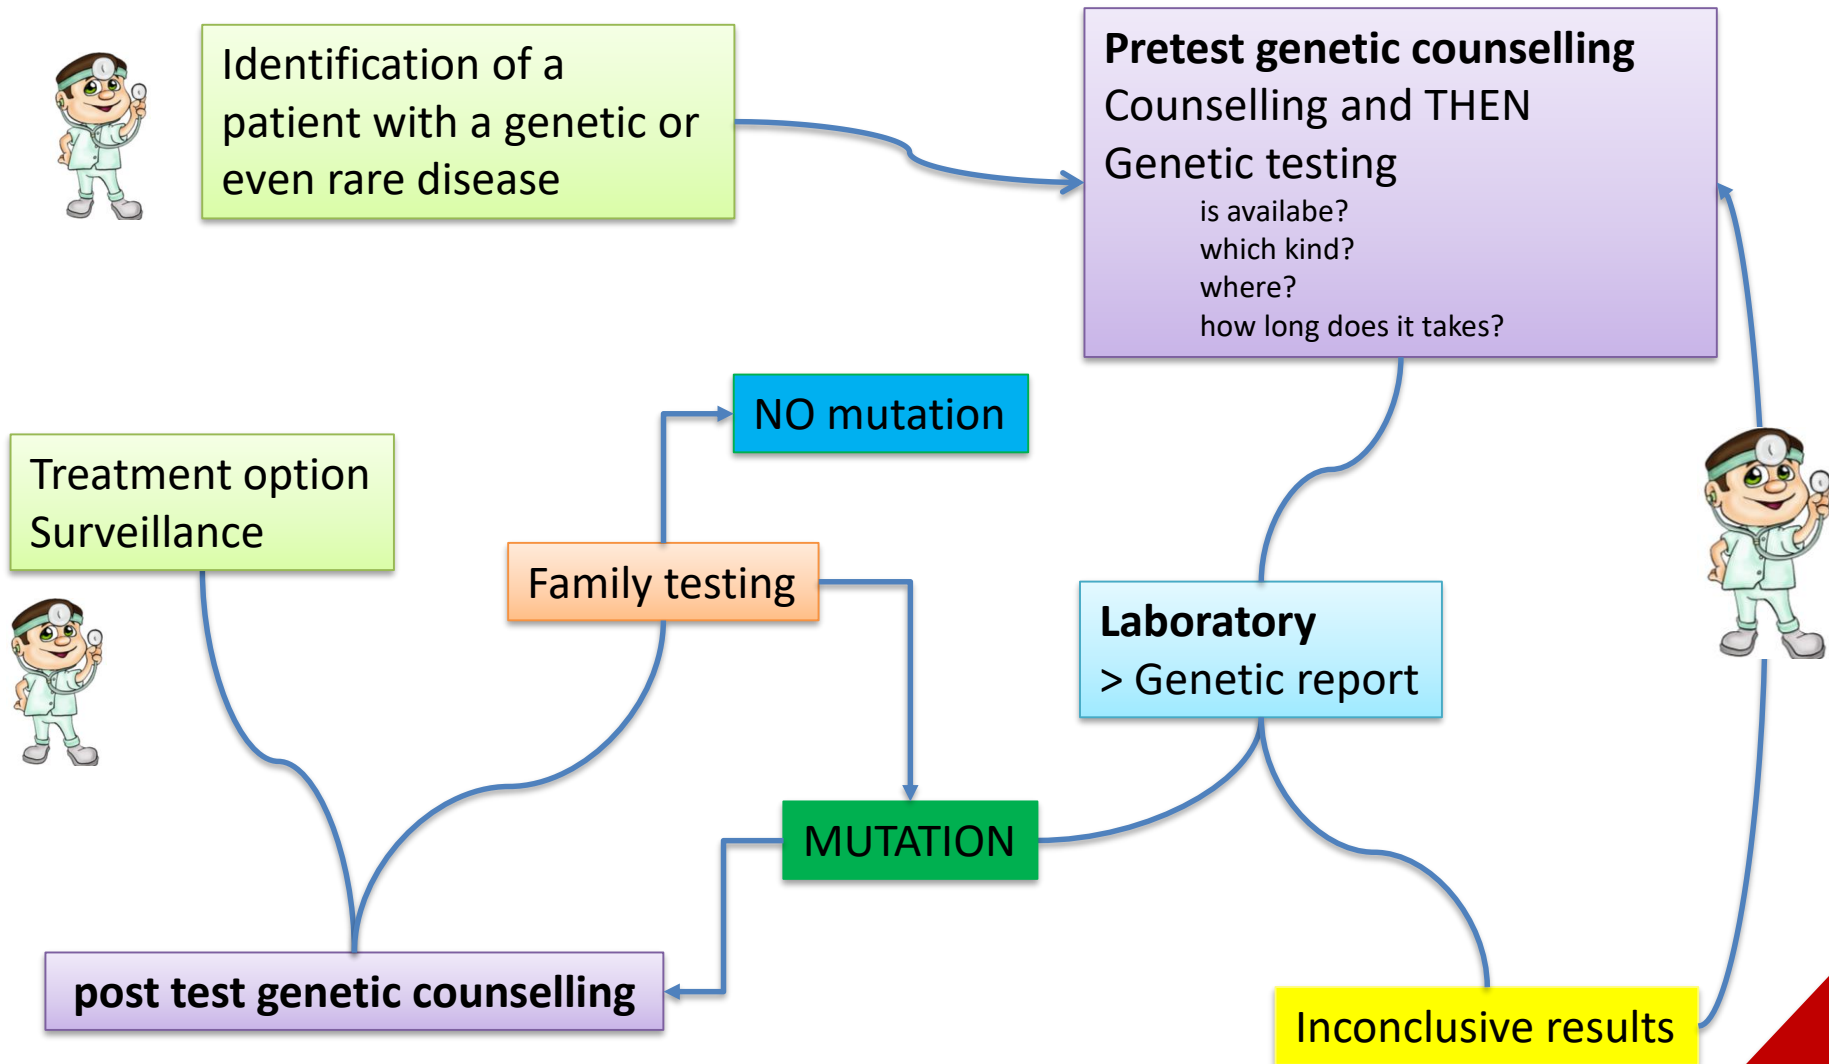 Identification of a
patient with a genetic or
even rare disease
Pretest genetic counselling
Counselling and THEN
Genetic testing
is availabe?
which kind?
where?
how long does it takes?
NO mutation
Treatment option
Surveillance
Family testing
Laboratory
> Genetic report
MUTATION
post test genetic counselling
Inconclusive results